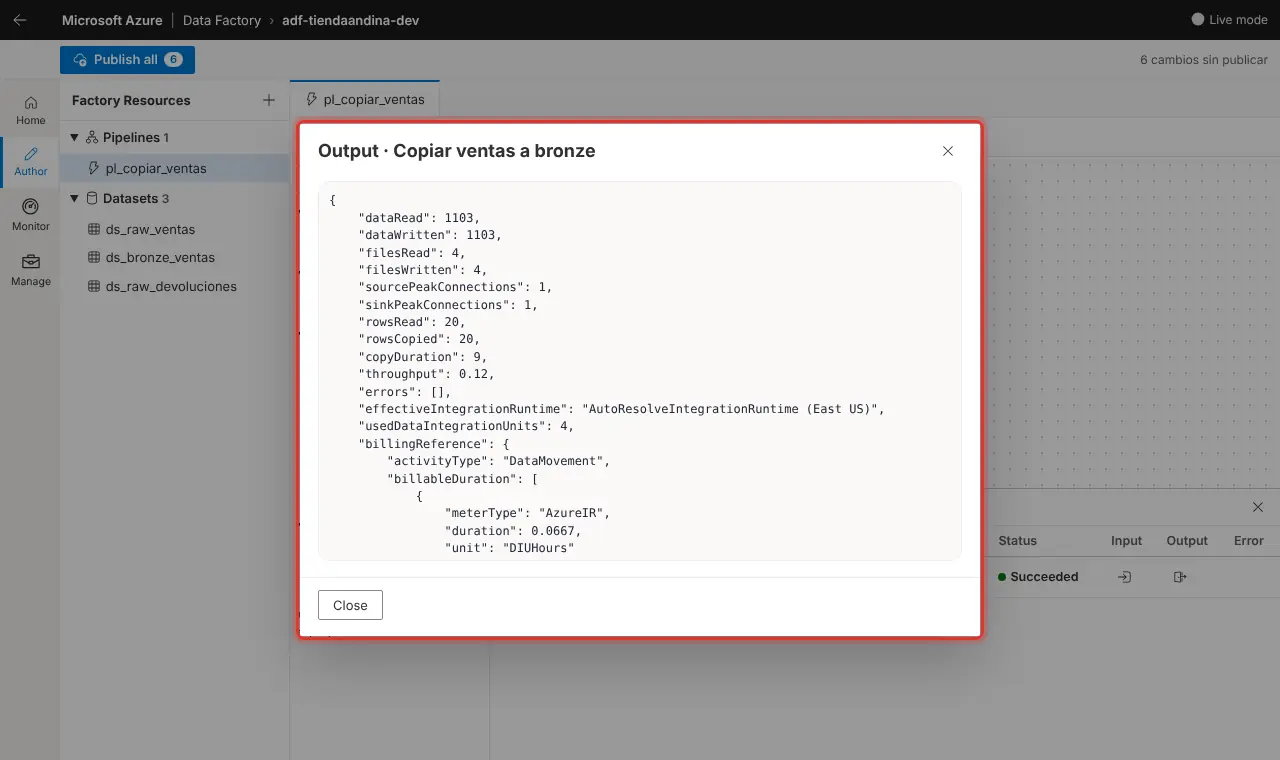 Microsoft Azure | Data Factory › adf-tiendaandina-dev
Live mode
Publish all 6
6 cambios sin publicar
Home
Author
Monitor
Manage
Factory Resources
Pipelines 1
pl_copiar_ventas
Datasets 3
ds_raw_ventas
ds_bronze_ventas
ds_raw_devoluciones
pl_copiar_ventas
Output · Copiar ventas a bronze
{
    "dataRead": 1103,
    "dataWritten": 1103,
    "filesRead": 4,
    "filesWritten": 4,
    "sourcePeakConnections": 1,
    "sinkPeakConnections": 1,
    "rowsRead": 20,
    "rowsCopied": 20,
    "copyDuration": 9,
    "throughput": 0.12,
    "errors": [],
    "effectiveIntegrationRuntime": "AutoResolveIntegrationRuntime (East US)",
    "usedDataIntegrationUnits": 4,
    "billingReference": {
        "activityType": "DataMovement",
        "billableDuration": [
            {
                "meterType": "AzureIR",
                "duration": 0.0667,
                "unit": "DIUHours"
Close
Status Input Output Error
Succeeded